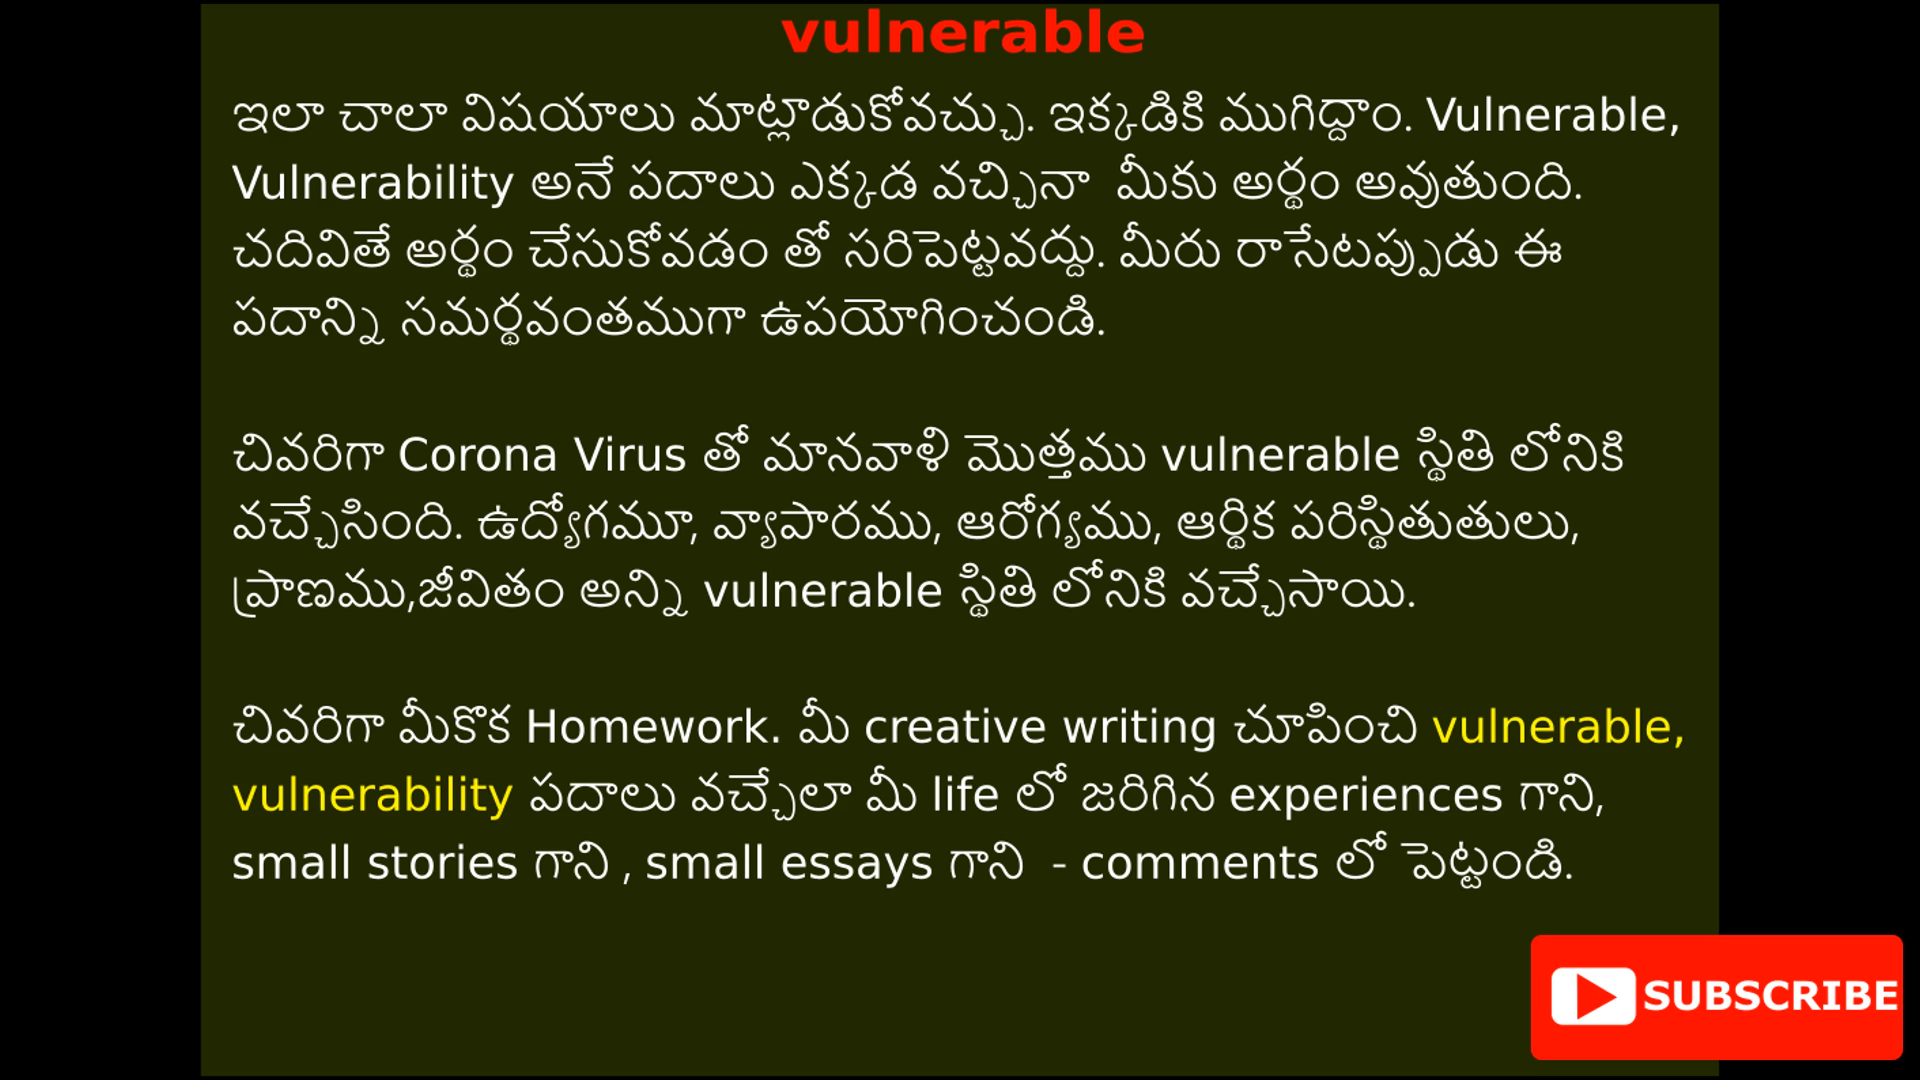 vulnerable
ఇలా చాలా విషయాలు మాట్లాడుకోవచ్చు. ఇక్కడికి ముగిద్దాం. Vulnerable,
Vulnerability అనే పదాలు ఎక్కడ వచ్చినా  మీకు అర్థం అవుతుంది.
చదివితే అర్థం చేసుకోవడం తో సరిపెట్టవద్దు. మీరు రాసేటప్పుడు ఈ
పదాన్ని సమర్థవంతముగా ఉపయోగించండి.
చివరిగా Corona Virus తో మానవాళి మొత్తము vulnerable స్థితి లోనికి
వచ్చేసింది. ఉద్యోగమూ, వ్యాపారము, ఆరోగ్యము, ఆర్థిక పరిస్థితుతులు,
ప్రాణము,జీవితం అన్ని vulnerable స్థితి లోనికి వచ్చేసాయి.
చివరిగా మీకొక Homework. మీ creative writing చూపించి vulnerable,
vulnerability పదాలు వచ్చేలా మీ life లో జరిగిన experiences గాని,
small stories గాని , small essays గాని  - comments లో పెట్టండి.
SUBSCRIBE